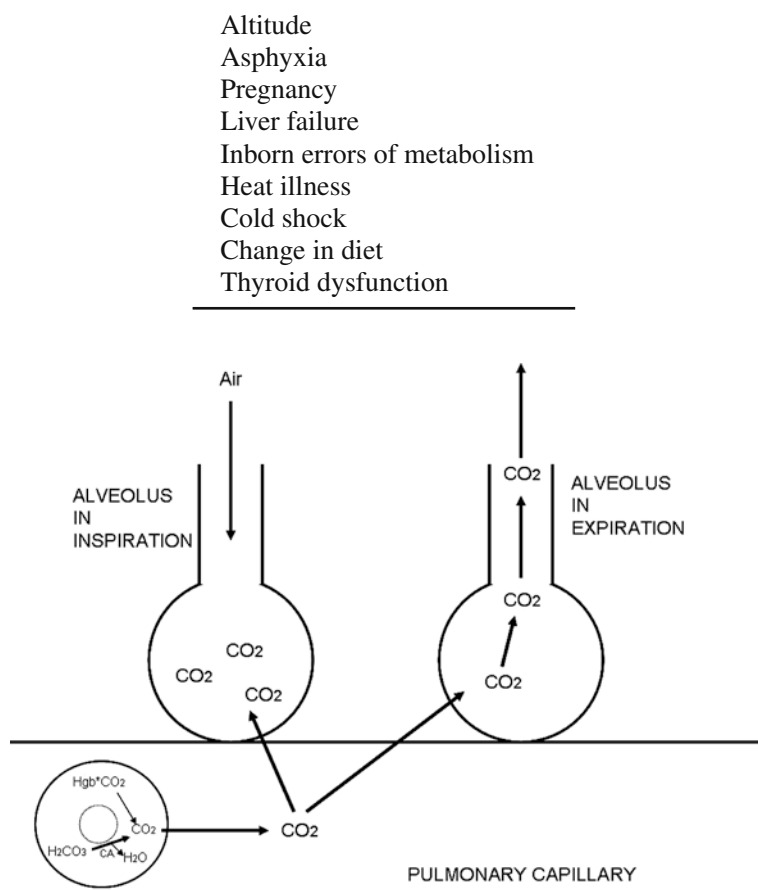 Altitude
Asphyxia
Pregnancy
Liver failure
Inborn errors of metabolism
Heat illness
Cold shock
Change in diet
Thyroid dysfunction
Air
ALVEOLUS
IN
INSPIRATION
CO2
CO2
CO2
CO2
CO2
CO2
ALVEOLUS
IN
EXPIRATION
Hgb*CO2
CO2
H2CO3
CA
H2O
CO2
PULMONARY CAPILLARY